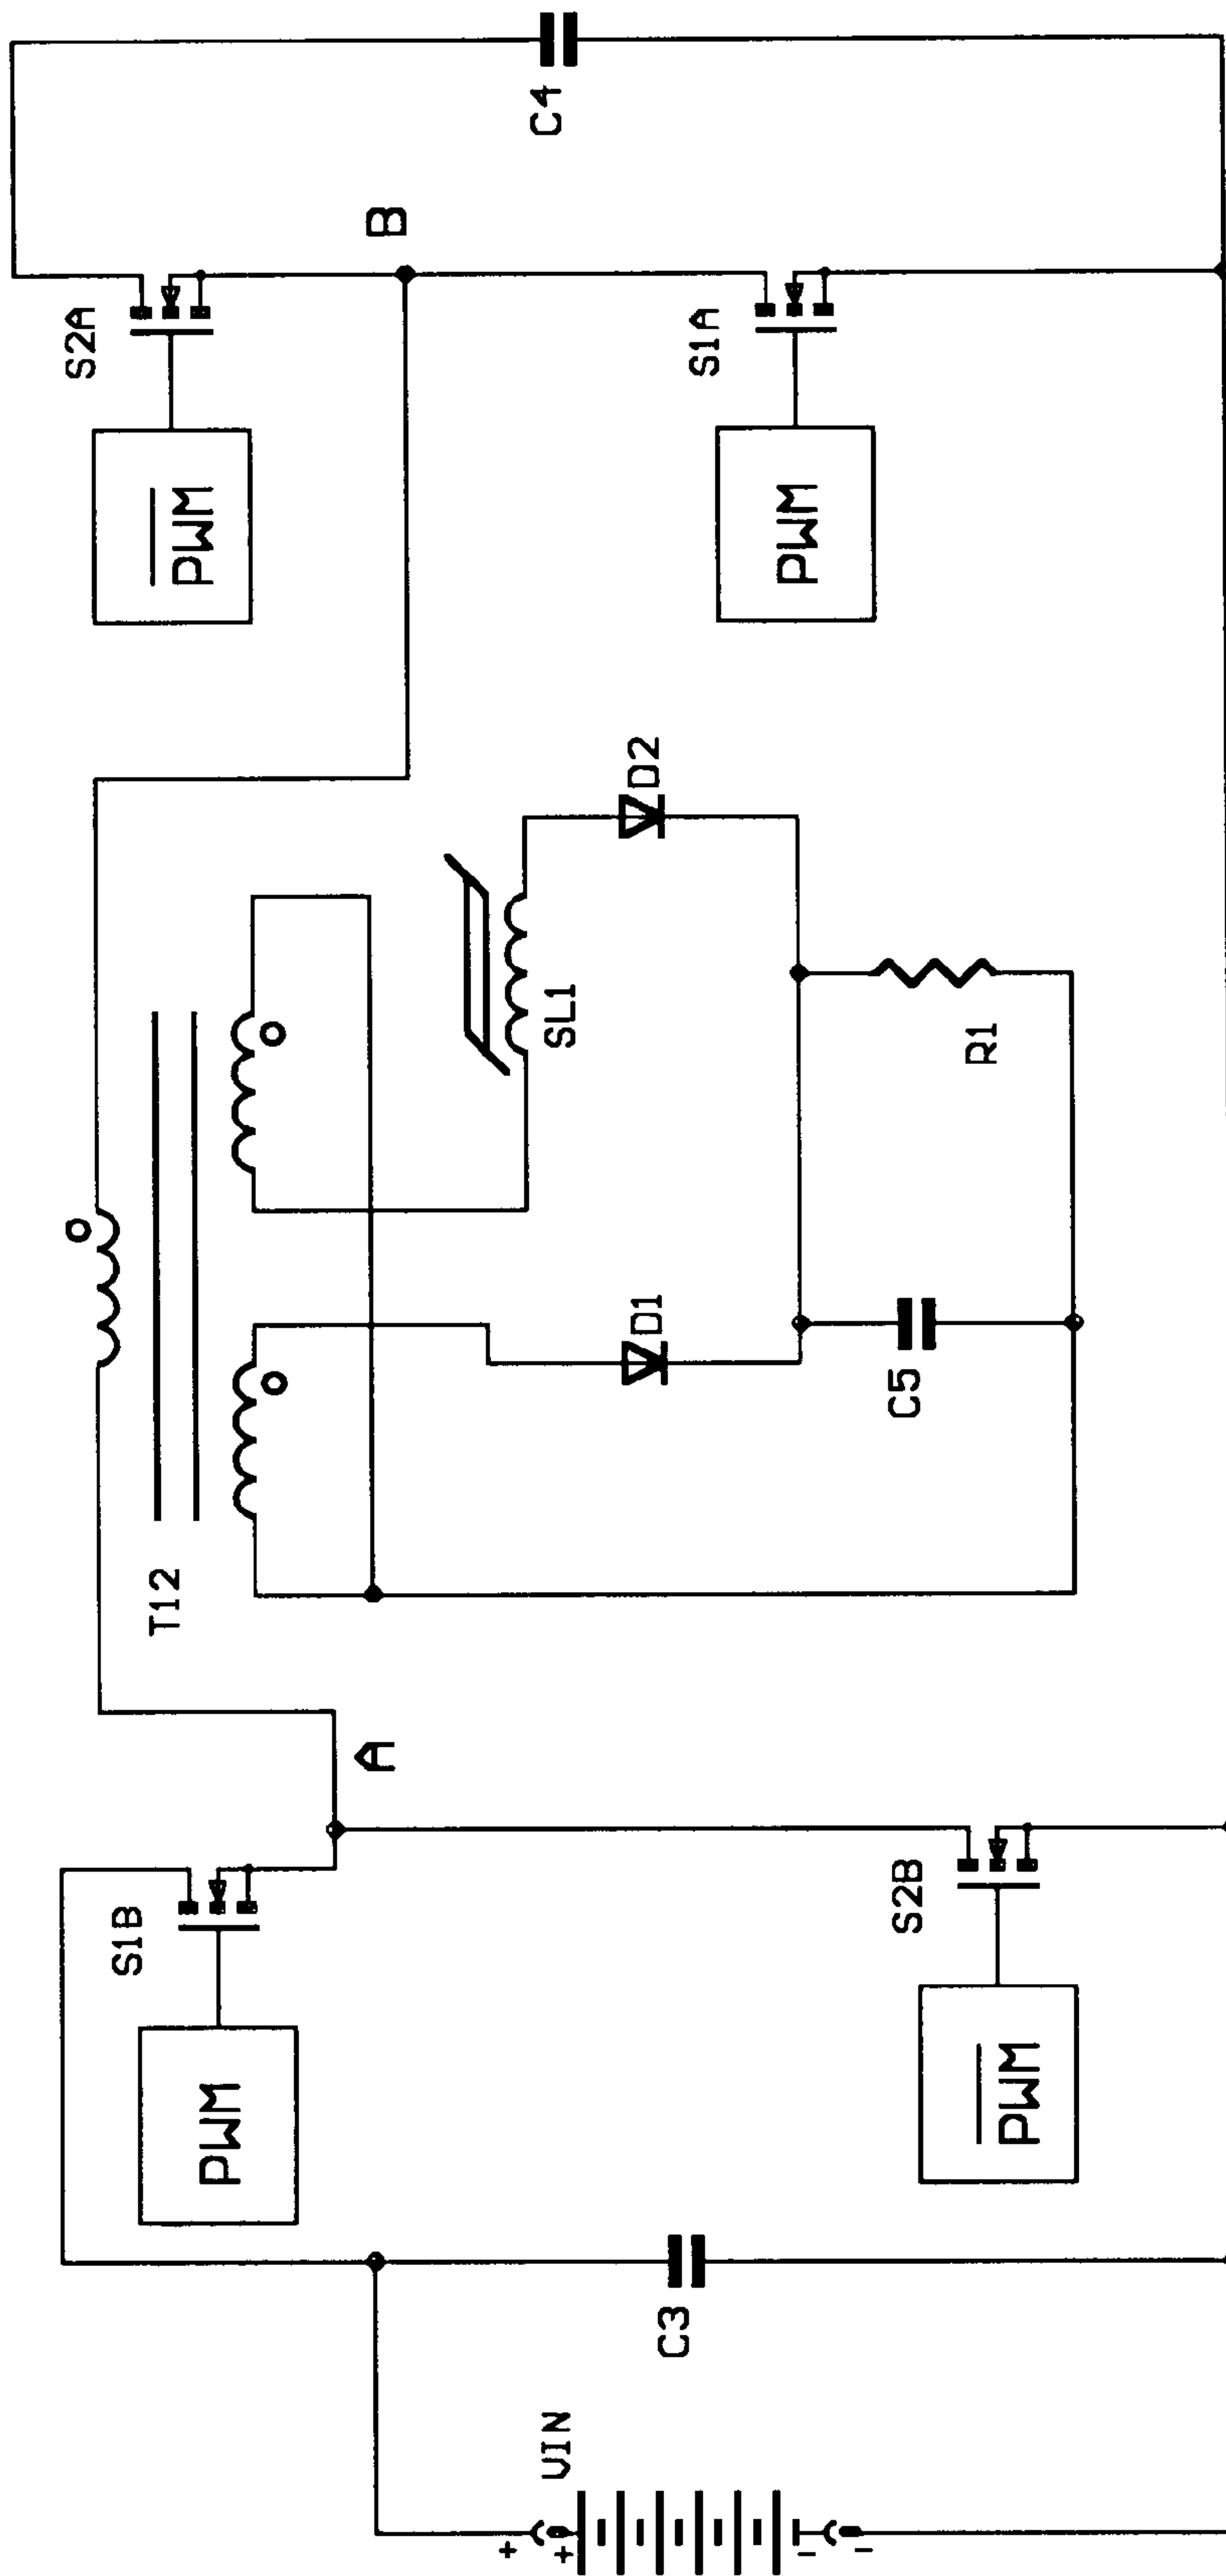 C4
B
S2A
PWM
S1A
PWM
D2
SL1
R1
D1
C5
T12
A
S1B
PWM
S2B
PWM
C3
VIN
+
+
-
-